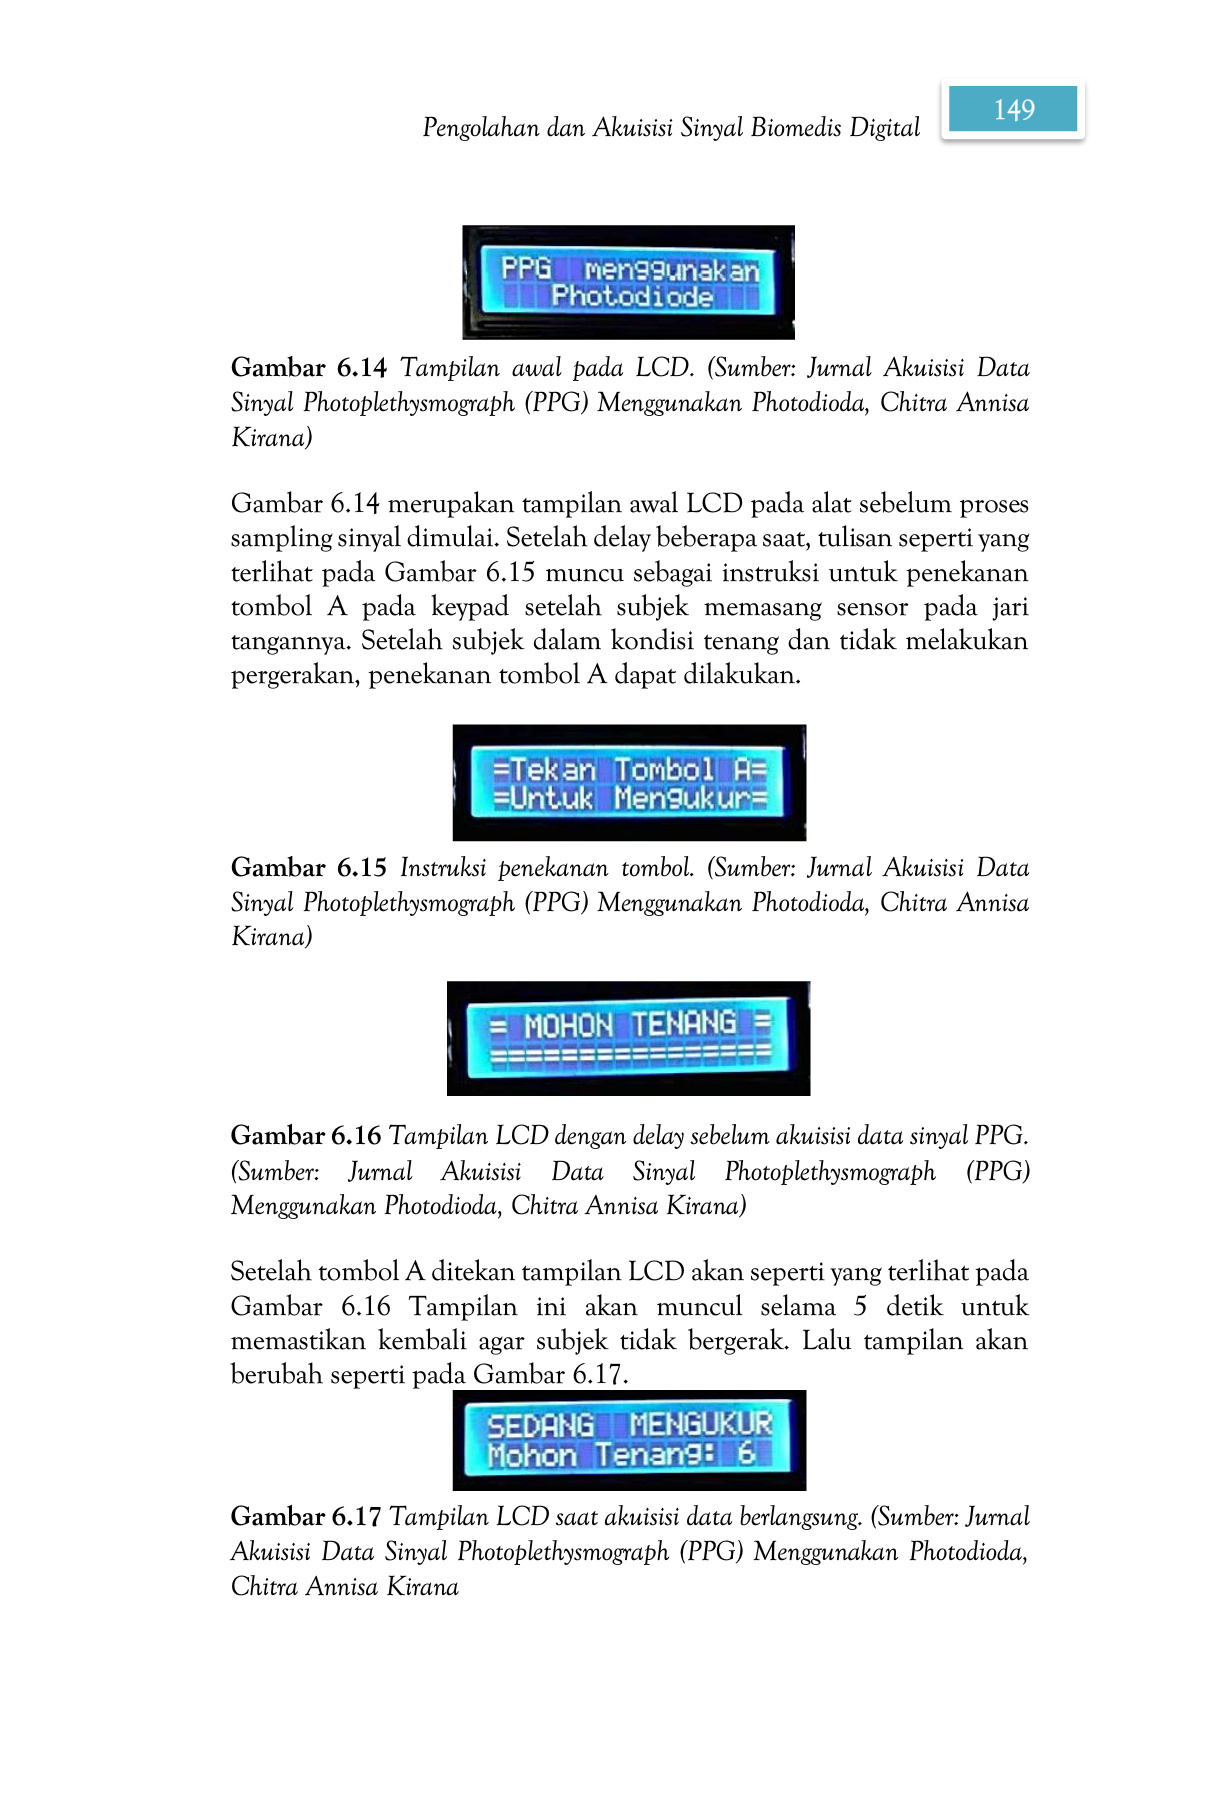 Pengolahan dan Akuisisi Sinyal Biomedis Digital
149
PPG menggunakan
Photodiode
Gambar 6.14 Tampilan awal pada LCD. (Sumber: Jurnal Akuisisi Data
Sinyal Photoplethysmograph (PPG) Menggunakan Photodioda, Chitra Annisa
Kirana)
Gambar 6.14 merupakan tampilan awal LCD pada alat sebelum proses
sampling sinyal dimulai. Setelah delay beberapa saat, tulisan seperti yang
terlihat pada Gambar 6.15 muncu sebagai instruksi untuk penekanan
tombol A pada keypad setelah subjek memasang sensor pada jari
tangannya. Setelah subjek dalam kondisi tenang dan tidak melakukan
pergerakan, penekanan tombol A dapat dilakukan.
=Tekan Tombol A=
=Untuk Mengukur=
Gambar 6.15 Instruksi penekanan tombol. (Sumber: Jurnal Akuisisi Data
Sinyal Photoplethysmograph (PPG) Menggunakan Photodioda, Chitra Annisa
Kirana)
= MOHON TENANG =
================
Gambar 6.16 Tampilan LCD dengan delay sebelum akuisisi data sinyal PPG.
(Sumber: Jurnal Akuisisi Data Sinyal Photoplethysmograph (PPG)
Menggunakan Photodioda, Chitra Annisa Kirana)
Setelah tombol A ditekan tampilan LCD akan seperti yang terlihat pada
Gambar 6.16 Tampilan ini akan muncul selama 5 detik untuk
memastikan kembali agar subjek tidak bergerak. Lalu tampilan akan
berubah seperti pada Gambar 6.17.
SEDANG MENGUKUR
Mohon Tenang: 6
Gambar 6.17 Tampilan LCD saat akuisisi data berlangsung. (Sumber: Jurnal
Akuisisi Data Sinyal Photoplethysmograph (PPG) Menggunakan Photodioda,
Chitra Annisa Kirana